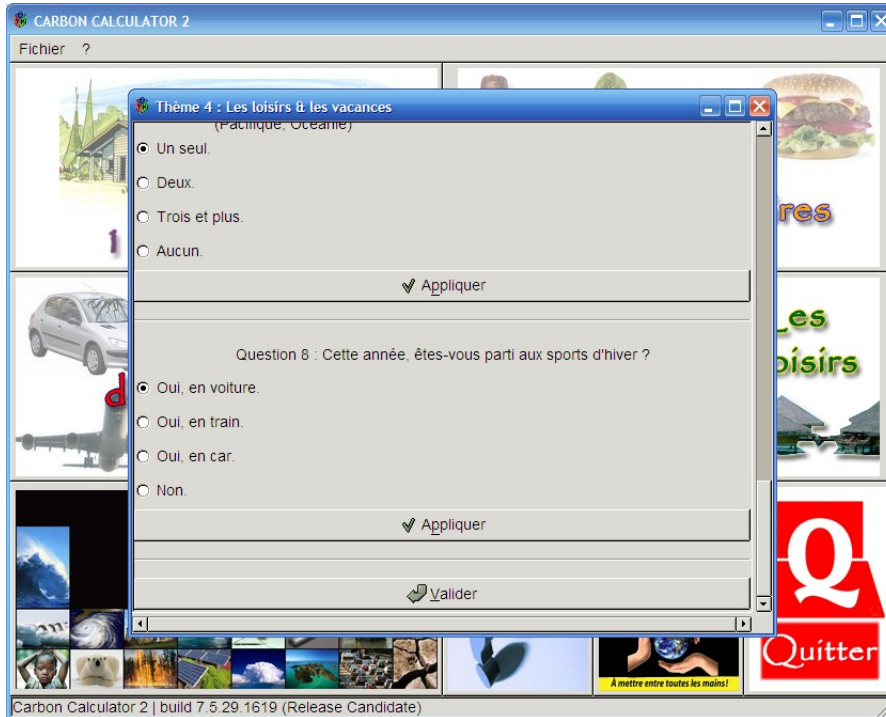 CARBON CALCULATOR 2
Fichier ?
Thème 4 : Les loisirs & les vacances
(Pacifique, Océanie)
Un seul.
Deux.
Trois et plus.
Aucun.
Appliquer
Question 8 : Cette année, êtes-vous parti aux sports d'hiver ?
Oui, en voiture.
Oui, en train.
Oui, en car.
Non.
Appliquer
Valider
1
res
d
Les
oisirs
Q
Quitter
A mettre entre toutes les mains!
Carbon Calculator 2 | build 7.5.29.1619 (Release Candidate)